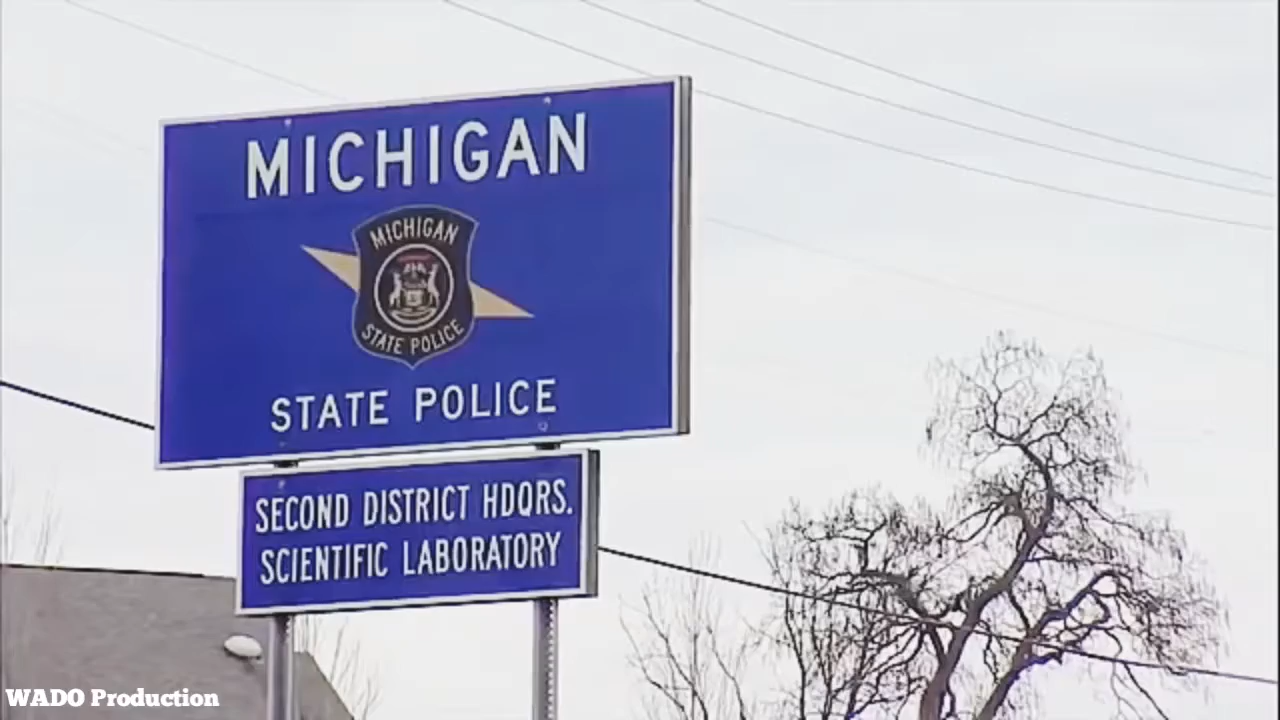 MICHIGAN
MICHIGAN
STATE POLICE
STATE POLICE
SECOND DISTRICT HDQRS.
SCIENTIFIC LABORATORY
WADO Production